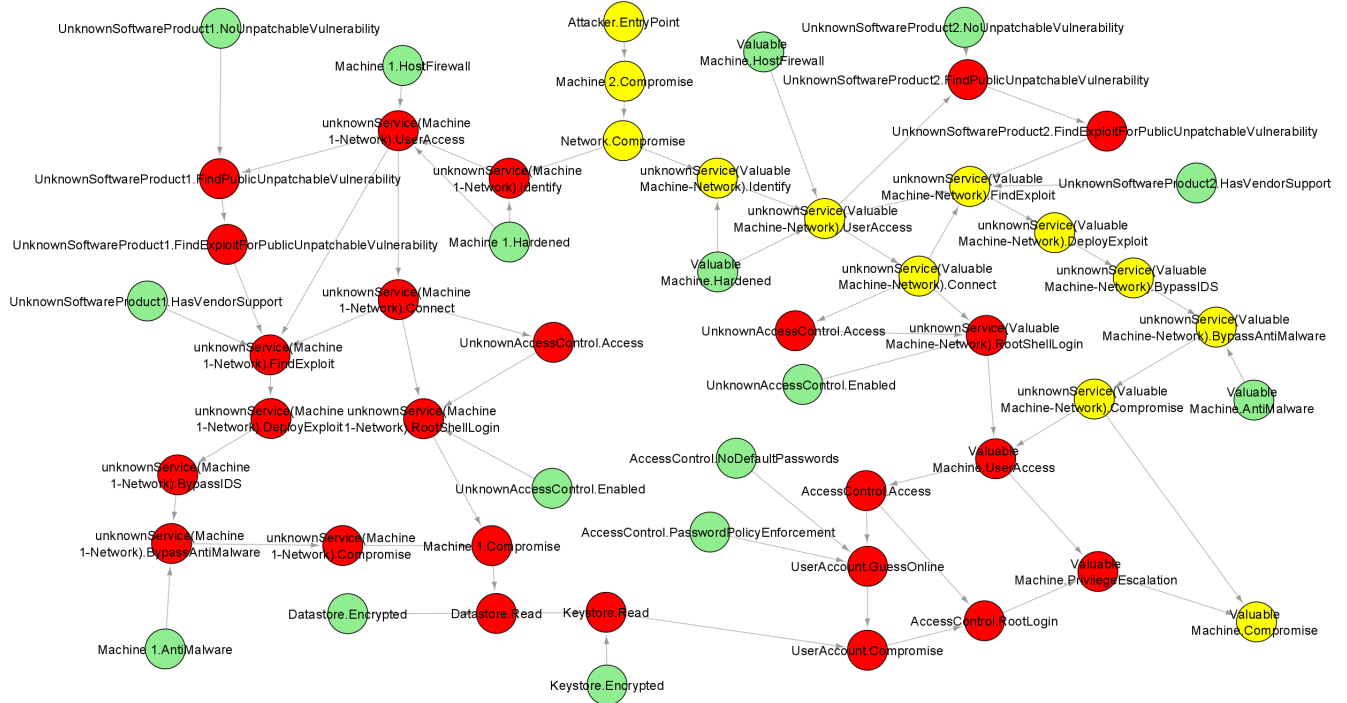 Attacker.EntryPoint
UnknownSoftwareProduct1.NoUnpatchableVulnerability
UnknownSoftwareProduct2.NoUnpatchableVulnerability
Valuable
Machine.HostFirewall
Machine 1.HostFirewall
Machine 2.Compromise
UnknownSoftwareProduct2.FindPublicUnpatchableVulnerability
unknownService(Machine
1-Network).UserAccess
Network.Compromise
UnknownSoftwareProduct2.FindExploitForPublicUnpatchableVulnerability
UnknownSoftwareProduct1.FindPublicUnpatchableVulnerability
unknownService(Machine
1-Network).Identify
unknownService(Valuable
Machine-Network).Identify
unknownService(Valuable
Machine-Network).FindExploit
UnknownSoftwareProduct2.HasVendorSupport
unknownService(Valuable
Machine-Network).UserAccess
UnknownSoftwareProduct1.FindExploitForPublicUnpatchableVulnerability
Machine 1.Hardened
unknownService(Valuable
Machine-Network).DeployExploit
Valuable
Machine.Hardened
unknownService(Valuable
Machine-Network).Connect
unknownService(Valuable
Machine-Network).BypassIDS
UnknownSoftwareProduct1.HasVendorSupport
unknownService(Machine
1-Network).Connect
unknownService(Valuable
Machine-Network).BypassAntiMalware
UnknownAccessControl.Access
UnknownAccessControl.Access
unknownService(Valuable
Machine-Network).RootShellLogin
unknownService(Machine
1-Network).FindExploit
UnknownAccessControl.Enabled
unknownService(Valuable
Machine-Network).Compromise
Valuable
Machine.AntiMalware
unknownService(Machine
1-Network).DeployExploit
unknownService(Machine
1-Network).RootShellLogin
AccessControl.NoDefaultPasswords
Valuable
Machine.UserAccess
unknownService(Machine
1-Network).BypassIDS
UnknownAccessControl.Enabled
AccessControl.Access
AccessControl.PasswordPolicyEnforcement
unknownService(Machine
1-Network).BypassAntiMalware
unknownService(Machine
1-Network).Compromise
Machine 1.Compromise
UserAccount.GuessOnline
Valuable
Machine.PrivilegeEscalation
Datastore.Encrypted
Datastore.Read
Keystore.Read
AccessControl.RootLogin
Valuable
Machine.Compromise
Machine 1.AntiMalware
UserAccount.Compromise
Keystore.Encrypted